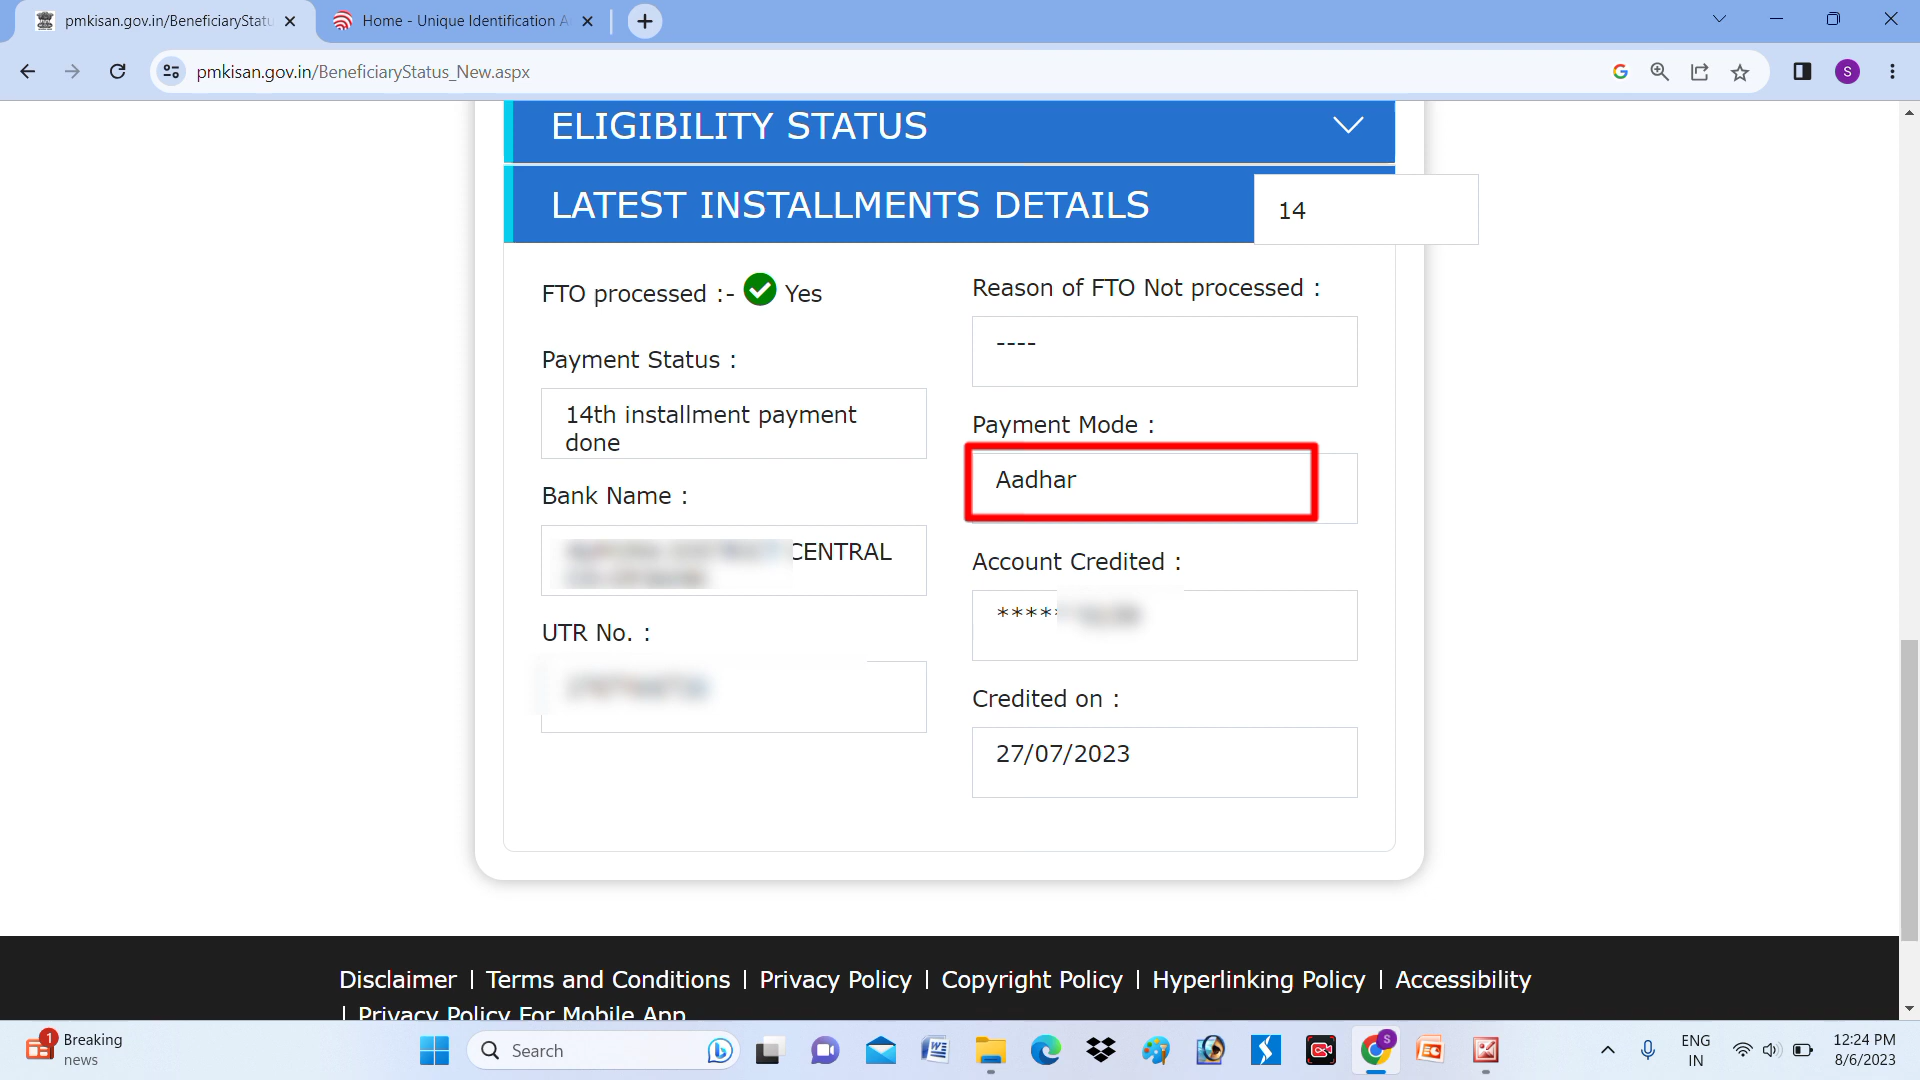 pmkisan.gov.in/BeneficiaryStatu
Home - Unique Identification A
pmkisan.gov.in/BeneficiaryStatus_New.aspx
S
ELIGIBILITY STATUS
LATEST INSTALLMENTS DETAILS
14
FTO processed :- Yes
Reason of FTO Not processed :
----
Payment Status :
14th installment payment
done
Payment Mode :
Aadhar
Bank Name :
CENTRAL
Account Credited :
*****
UTR No. :
Credited on :
27/07/2023
Disclaimer | Terms and Conditions | Privacy Policy | Copyright Policy | Hyperlinking Policy | Accessibility
| Privacy Policy For Mobile App
1
Breaking
news
Search
S
ENG
IN
12:24 PM
8/6/2023